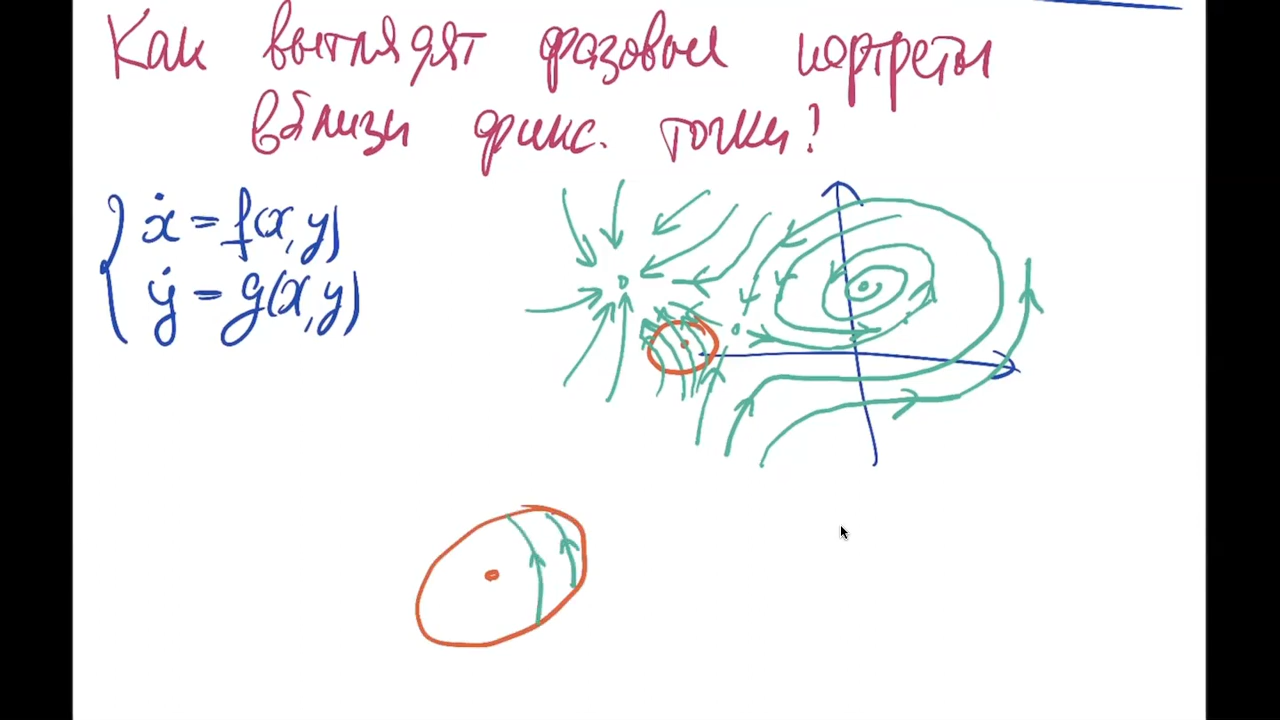 Как выглядят фазовые портреты
вблизи фикс. точки?
ẋ = f(x, y)
ẏ = g(x, y)